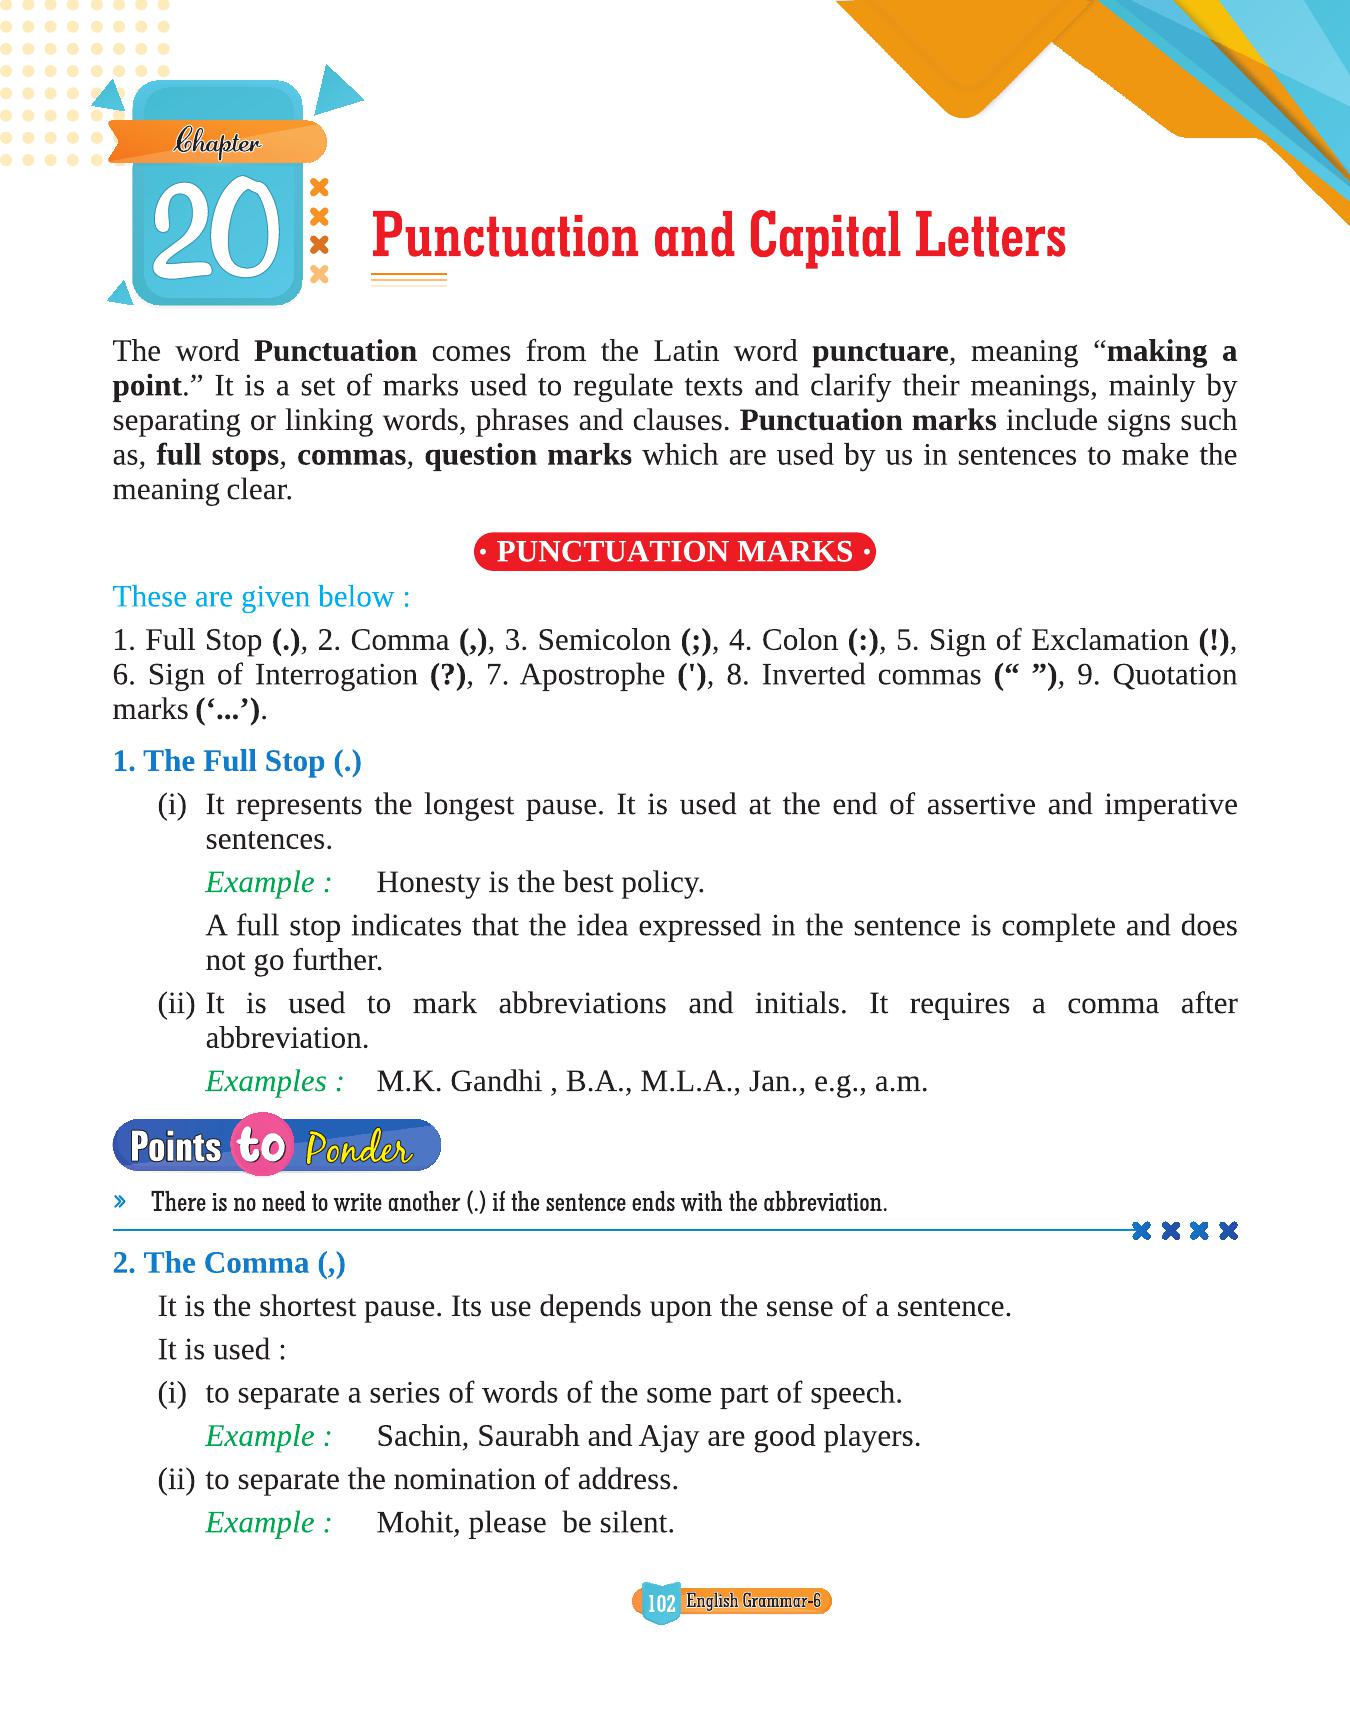 Chapter
20
Punctuation and Capital Letters
The word Punctuation comes from the Latin word punctuare, meaning “making a
point.” It is a set of marks used to regulate texts and clarify their meanings, mainly by
separating or linking words, phrases and clauses. Punctuation marks include signs such
as, full stops, commas, question marks which are used by us in sentences to make the
meaning clear.
• PUNCTUATION MARKS •
These are given below :
1. Full Stop (.), 2. Comma (,), 3. Semicolon (;), 4. Colon (:), 5. Sign of Exclamation (!),
6. Sign of Interrogation (?), 7. Apostrophe ('), 8. Inverted commas (“ ”), 9. Quotation
marks (‘...’).
1. The Full Stop (.)
(i) It represents the longest pause. It is used at the end of assertive and imperative
sentences.
Example : Honesty is the best policy.
A full stop indicates that the idea expressed in the sentence is complete and does
not go further.
(ii) It is used to mark abbreviations and initials. It requires a comma after
abbreviation.
Examples : M.K. Gandhi , B.A., M.L.A., Jan., e.g., a.m.
Points to Ponder
» There is no need to write another (.) if the sentence ends with the abbreviation.
2. The Comma (,)
It is the shortest pause. Its use depends upon the sense of a sentence.
It is used :
(i) to separate a series of words of the some part of speech.
Example : Sachin, Saurabh and Ajay are good players.
(ii) to separate the nomination of address.
Example : Mohit, please be silent.
102 English Grammar-6